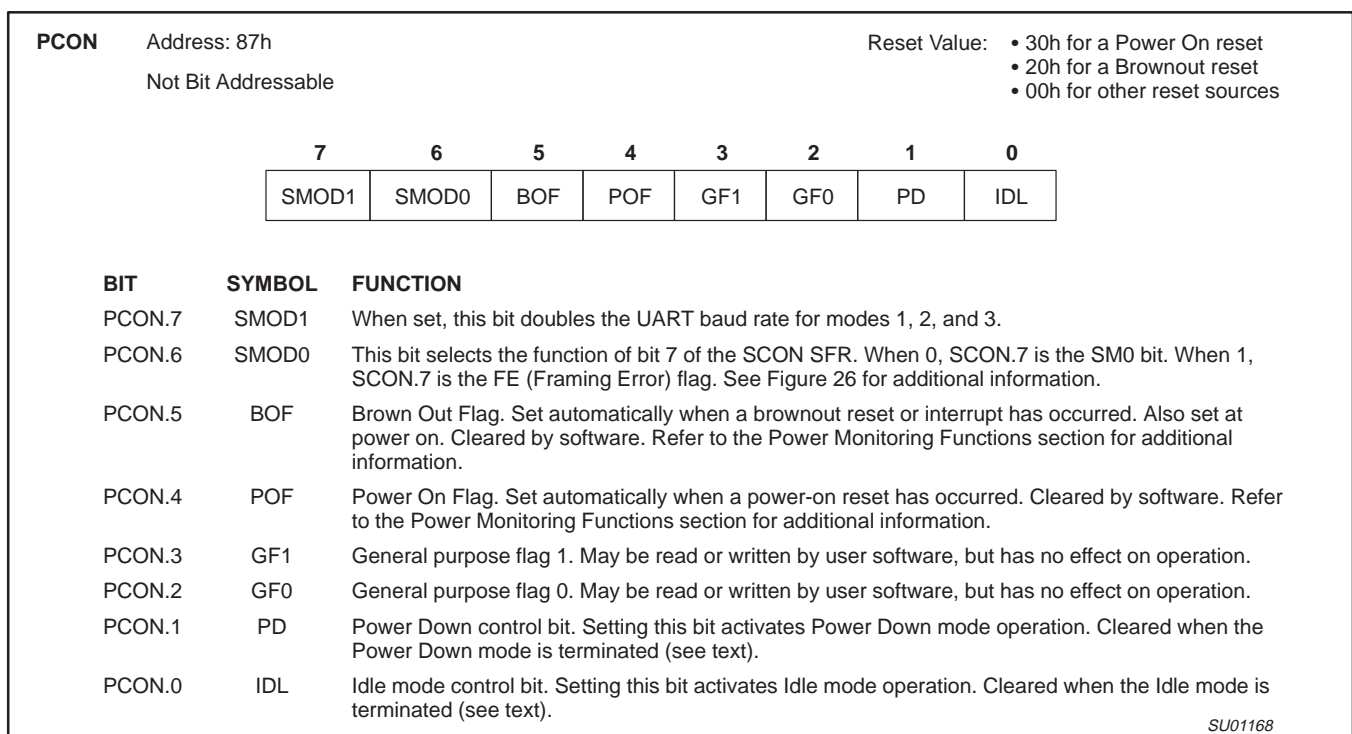 PCON Address: 87h Reset Value: • 30h for a Power On reset
Not Bit Addressable • 20h for a Brownout reset
• 00h for other reset sources
7 6 5 4 3 2 1 0
SMOD1 SMOD0 BOF POF GF1 GF0 PD IDL
BIT SYMBOL FUNCTION
PCON.7 SMOD1 When set, this bit doubles the UART baud rate for modes 1, 2, and 3.
PCON.6 SMOD0 This bit selects the function of bit 7 of the SCON SFR. When 0, SCON.7 is the SM0 bit. When 1,
SCON.7 is the FE (Framing Error) flag. See Figure 26 for additional information.
PCON.5 BOF Brown Out Flag. Set automatically when a brownout reset or interrupt has occurred. Also set at
power on. Cleared by software. Refer to the Power Monitoring Functions section for additional
information.
PCON.4 POF Power On Flag. Set automatically when a power-on reset has occurred. Cleared by software. Refer
to the Power Monitoring Functions section for additional information.
PCON.3 GF1 General purpose flag 1. May be read or written by user software, but has no effect on operation.
PCON.2 GF0 General purpose flag 0. May be read or written by user software, but has no effect on operation.
PCON.1 PD Power Down control bit. Setting this bit activates Power Down mode operation. Cleared when the
Power Down mode is terminated (see text).
PCON.0 IDL Idle mode control bit. Setting this bit activates Idle mode operation. Cleared when the Idle mode is
terminated (see text).
SU01168